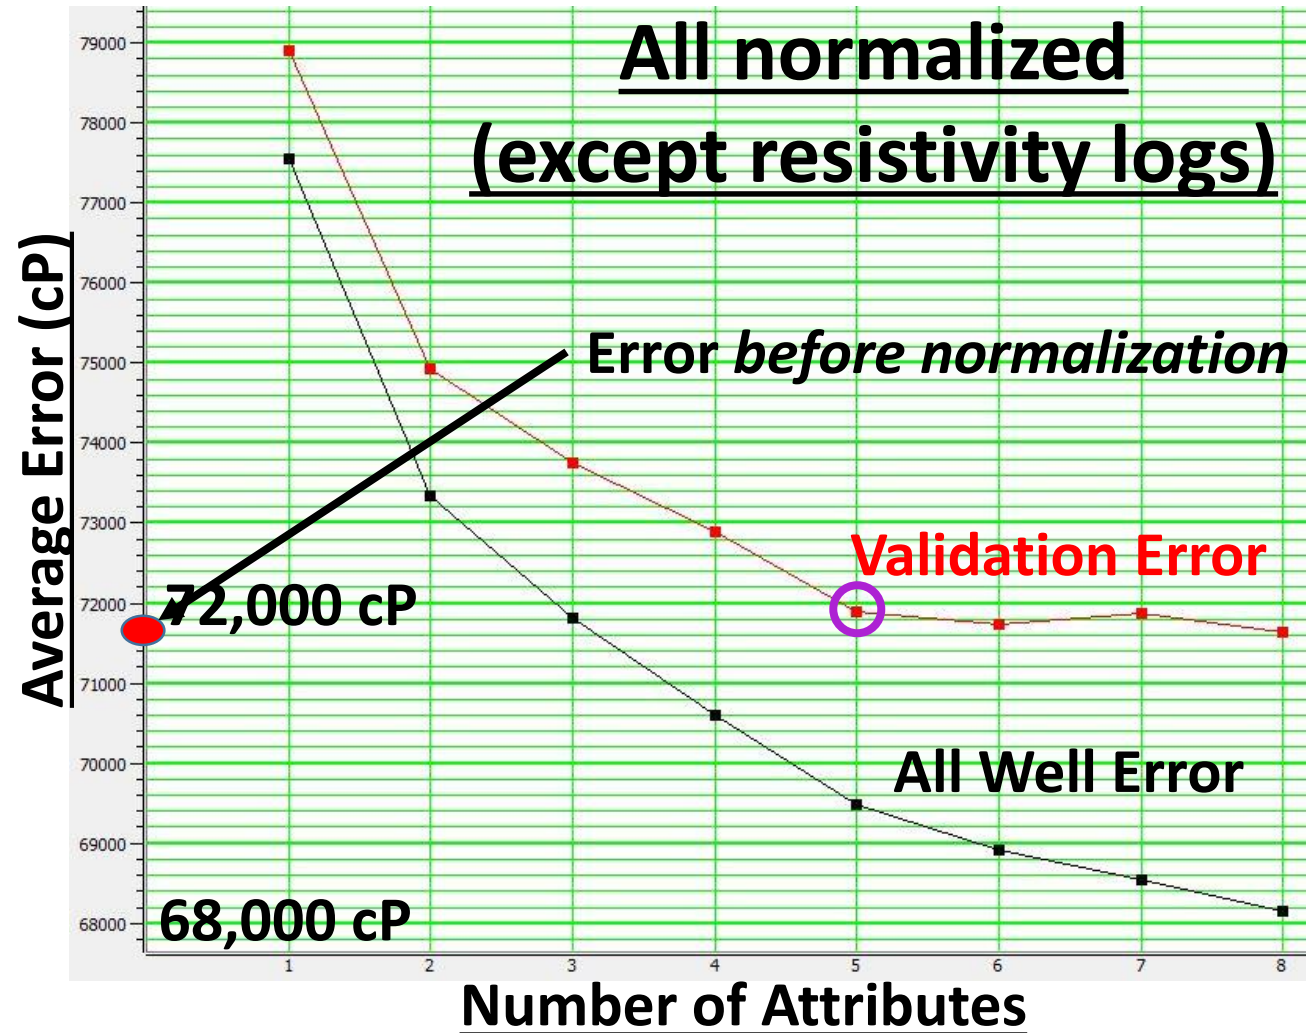 All normalized
(except resistivity logs)
Average Error (cP)
79000
78000
77000
76000
75000
74000
73000
72000
71000
70000
69000
68000
Error before normalization
72,000 cP
Validation Error
All Well Error
68,000 cP
1 2 3 4 5 6 7 8
Number of Attributes